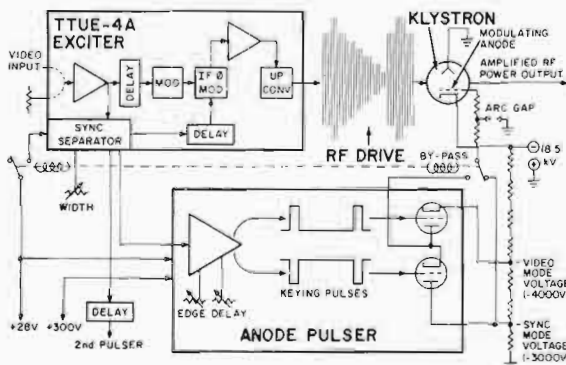 TTUE-4A
EXCITER
VIDEO
INPUT
DELAY
MOD
IF Ø
MOD
UP
CONV
SYNC
SEPARATOR
DELAY
KLYSTRON
MODULATING
ANODE
AMPLIFIED RF
POWER OUTPUT
ARC GAP
RF DRIVE
BY-PASS
18.5
kV
WIDTH
KEYING PULSES
EDGE DELAY
ANODE PULSER
+28V
+300V
DELAY
2nd PULSER
VIDEO
MODE
VOLTAGE
(-4000V)
SYNC
MODE
VOLTAGE
(-3000V)